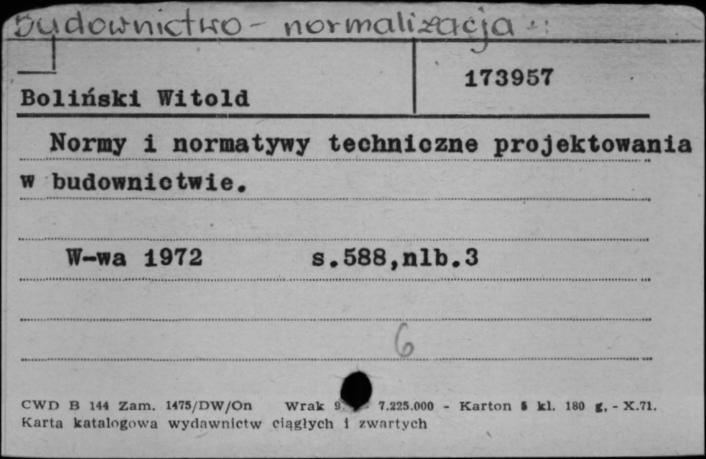 Budownictwo - normalizacja
173957
Boliński Witold
Normy i normatywy techniczne projektowania
w budownictwie.
W-wa 1972 s.588,nlb.3
6
CWD B 144 Zam. 1475/DW/On Wrak 7.225.000 - Karton kl. 180 g, - X.71.
Karta katalogowa wydawnictw ciągłych i zwartych